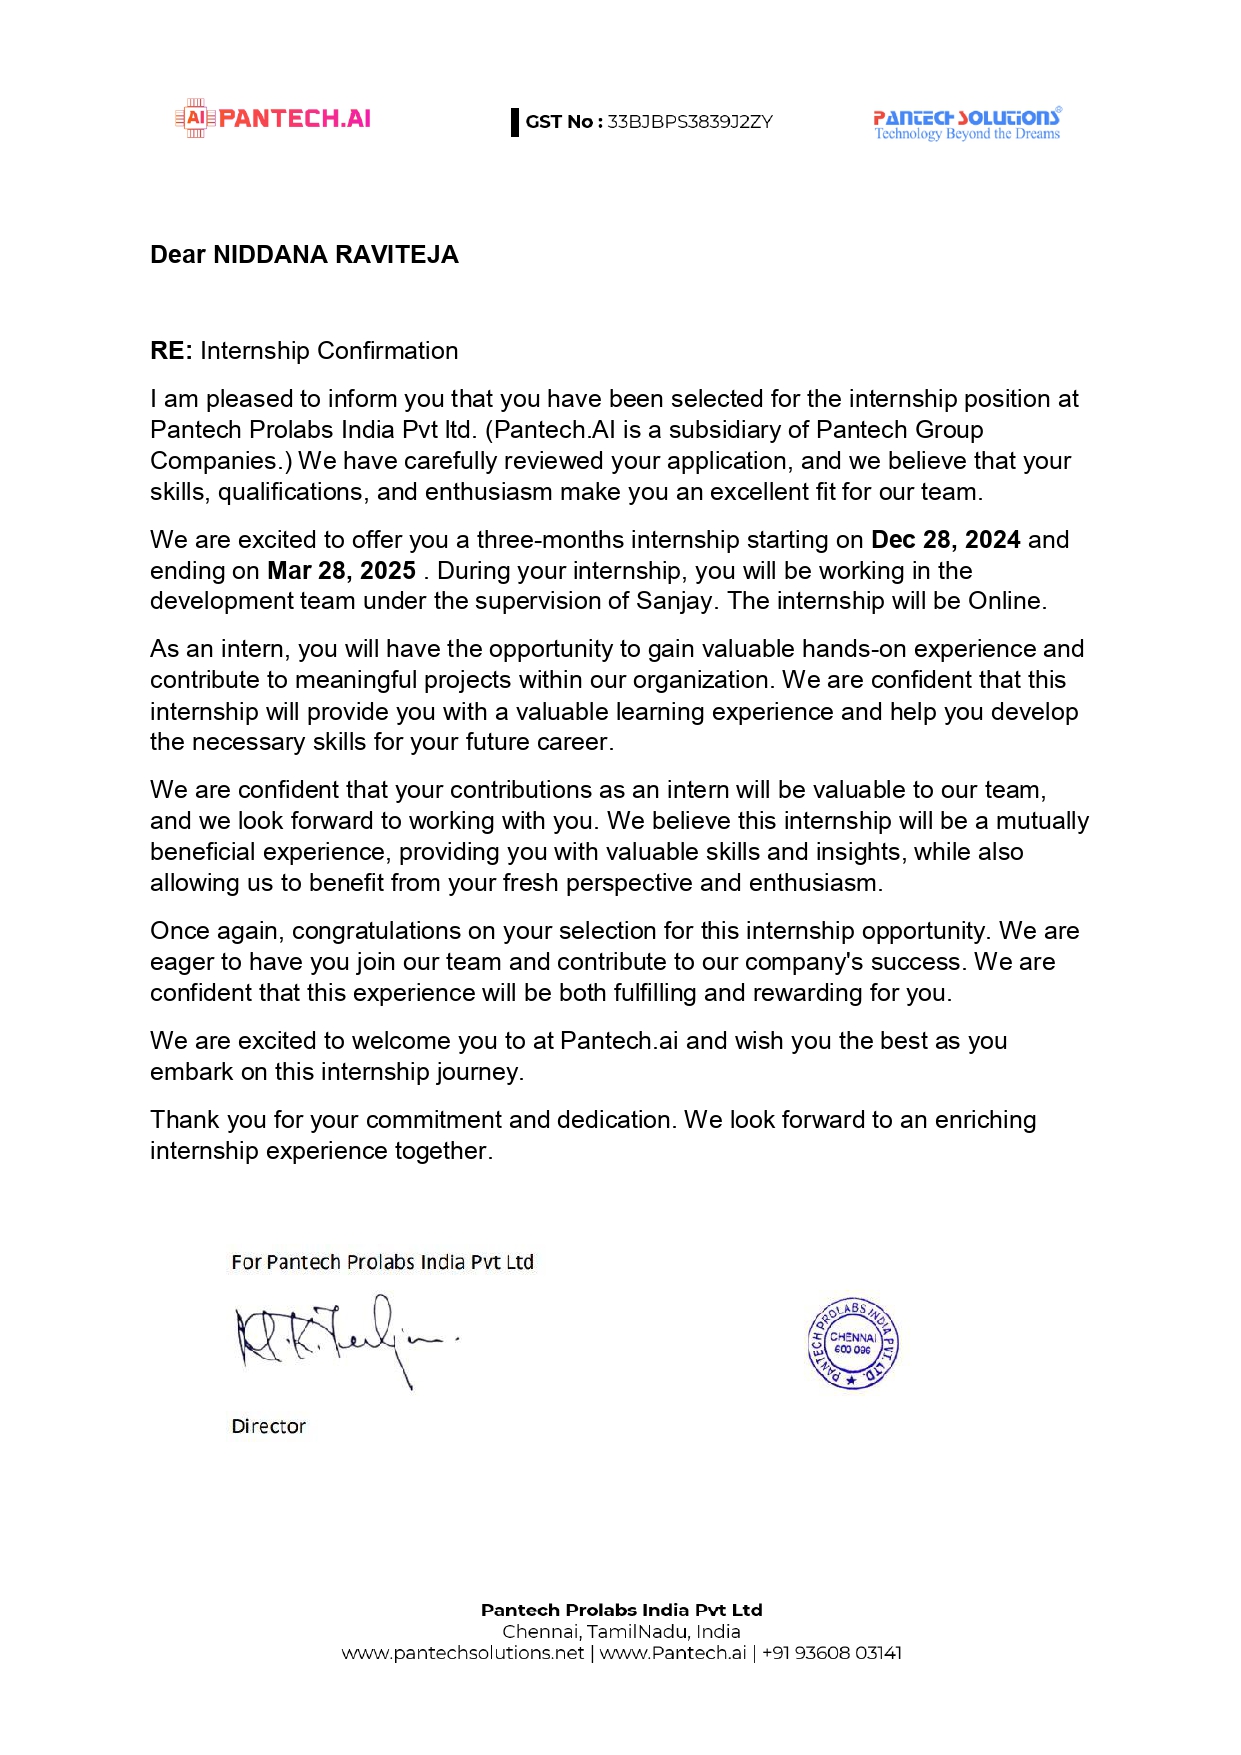 AI PANTECH.AI
GST No : 33BJBPS3839J2ZY
PANTECH SOLUTIONS®
Technology Beyond the Dreams
Dear NIDDANA RAVITEJA
RE: Internship Confirmation
I am pleased to inform you that you have been selected for the internship position at
Pantech Prolabs India Pvt ltd. (Pantech.AI is a subsidiary of Pantech Group
Companies.) We have carefully reviewed your application, and we believe that your
skills, qualifications, and enthusiasm make you an excellent fit for our team.
We are excited to offer you a three-months internship starting on Dec 28, 2024 and
ending on Mar 28, 2025 . During your internship, you will be working in the
development team under the supervision of Sanjay. The internship will be Online.
As an intern, you will have the opportunity to gain valuable hands-on experience and
contribute to meaningful projects within our organization. We are confident that this
internship will provide you with a valuable learning experience and help you develop
the necessary skills for your future career.
We are confident that your contributions as an intern will be valuable to our team,
and we look forward to working with you. We believe this internship will be a mutually
beneficial experience, providing you with valuable skills and insights, while also
allowing us to benefit from your fresh perspective and enthusiasm.
Once again, congratulations on your selection for this internship opportunity. We are
eager to have you join our team and contribute to our company's success. We are
confident that this experience will be both fulfilling and rewarding for you.
We are excited to welcome you to at Pantech.ai and wish you the best as you
embark on this internship journey.
Thank you for your commitment and dedication. We look forward to an enriching
internship experience together.
For Pantech Prolabs India Pvt Ltd
PANTECH PROLABS INDIA PVT. LTD.
CHENNAI
600 096
Director
Pantech Prolabs India Pvt Ltd
Chennai, TamilNadu, India
www.pantechsolutions.net | www.Pantech.ai | +91 93608 03141